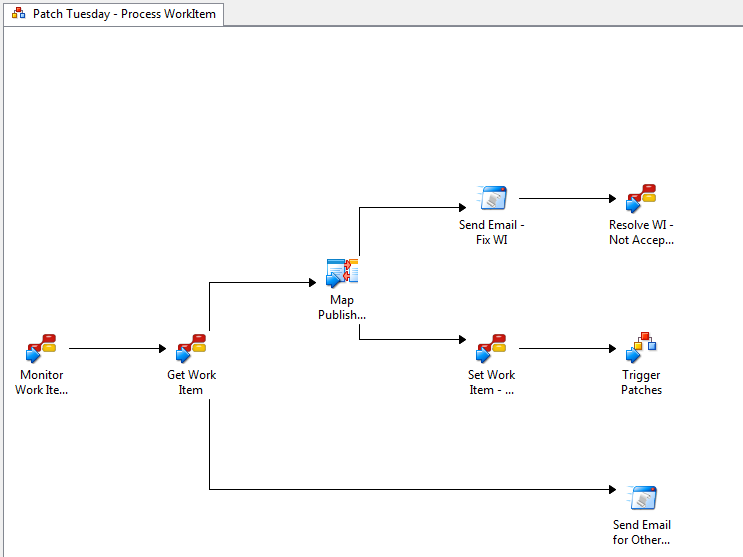 Patch Tuesday - Process WorkItem
Send Email -
Fix WI
Resolve WI -
Not Accep...
Map
Publish...
Monitor
Work Ite...
Get Work
Item
Set Work
Item - ...
Trigger
Patches
Send Email
for Other...